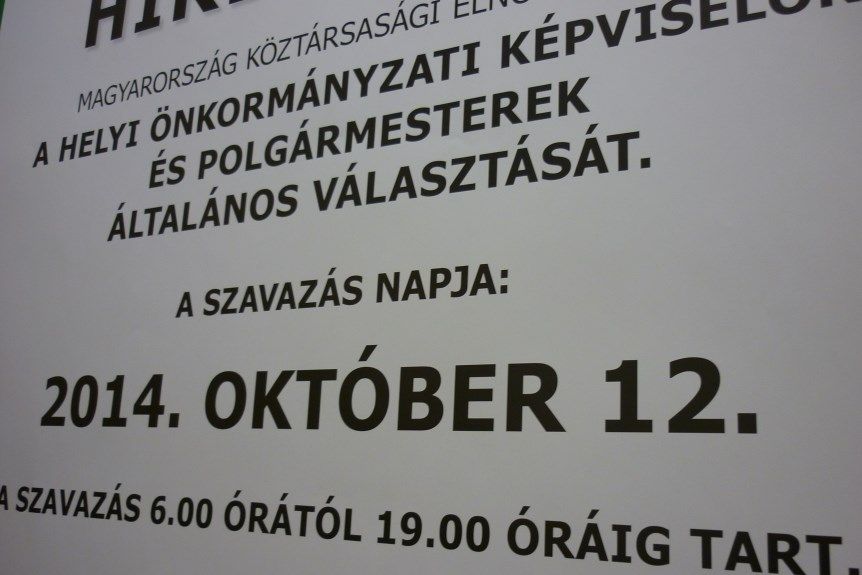 MAGYARORSZÁG KÖZTÁRSASÁGI
A HELYI ÖNKORMÁNYZATI
ÉS POLGÁRMESTEREK
ÁLTALÁNOS VÁLASZTÁSÁT.
A SZAVAZÁS NAPJA:
2014. OKTÓBER 12.
A SZAVAZÁS 6.00 ÓRÁTÓL 19.00 ÓRÁIG TART.